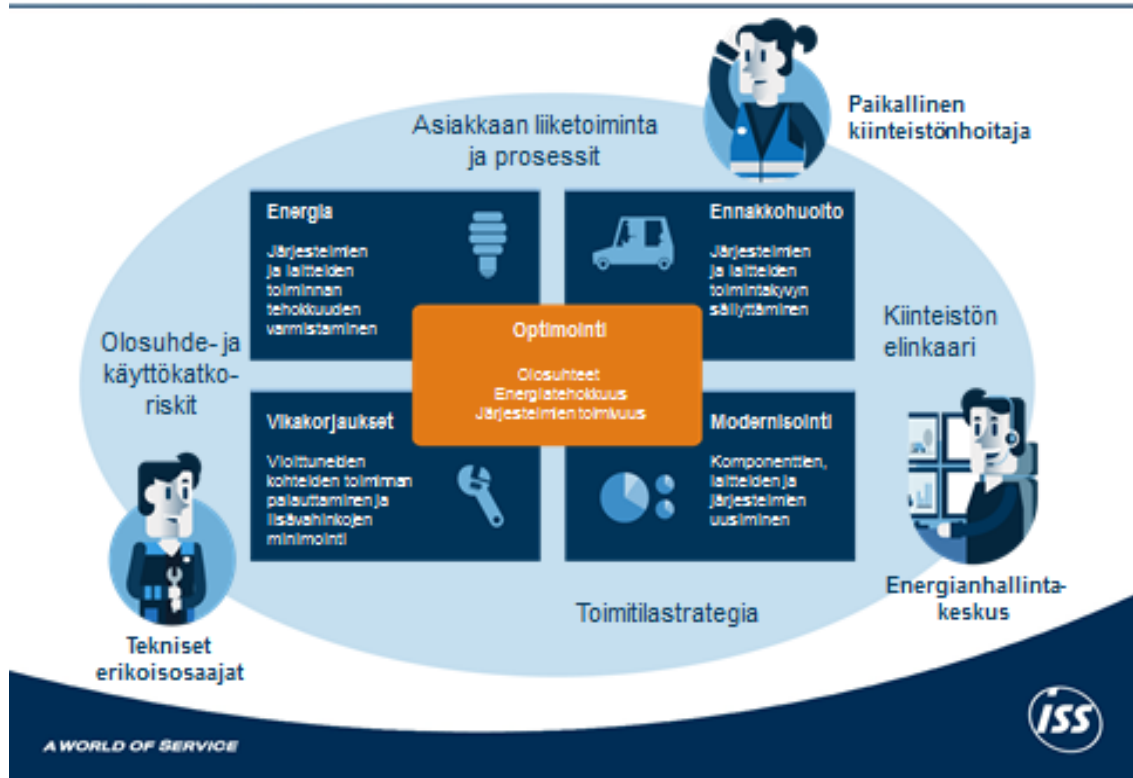 Asiakkaan liiketoiminta
ja prosessit
Paikallinen
kiinteistönhoitaja
Energia
Järjestelmien
ja laitteiden
toiminnan
tehokkuuden
varmistaminen
Ennakkohuolto
Järjestelmien
ja laitteiden
toimintakyvyn
säilyttäminen
Olosuhde- ja
käyttökatko-
riskit
Optimointi
Olosuhteet
Energiatehokkuus
Järjestelmien toimivuus
Kiinteistön
elinkaari
Vikakorjaukset
Vioittuneiden
kohteiden toiminnan
palauttaminen ja
lisävahinkojen
minimointi
Modernisointi
Komponenttien,
laitteiden ja
järjestelmien
uusiminen
Tekniset
erikoisosaajat
Toimitilastrategia
Energianhallinta-
keskus
A WORLD OF SERVICE
ISS